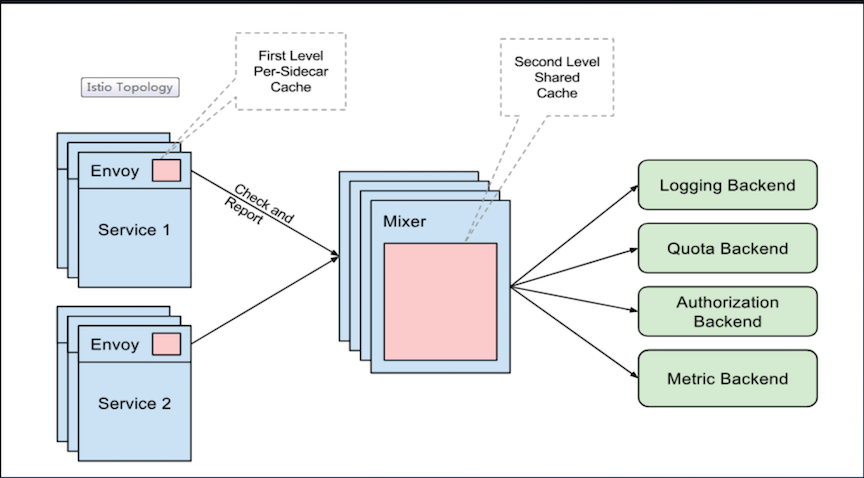 First Level
Per-Sidecar
Cache
Second Level
Shared
Cache
Istio Topology
Envoy
Service 1
Check and
Report
Mixer
Logging Backend
Quota Backend
Authorization
Backend
Metric Backend
Envoy
Service 2